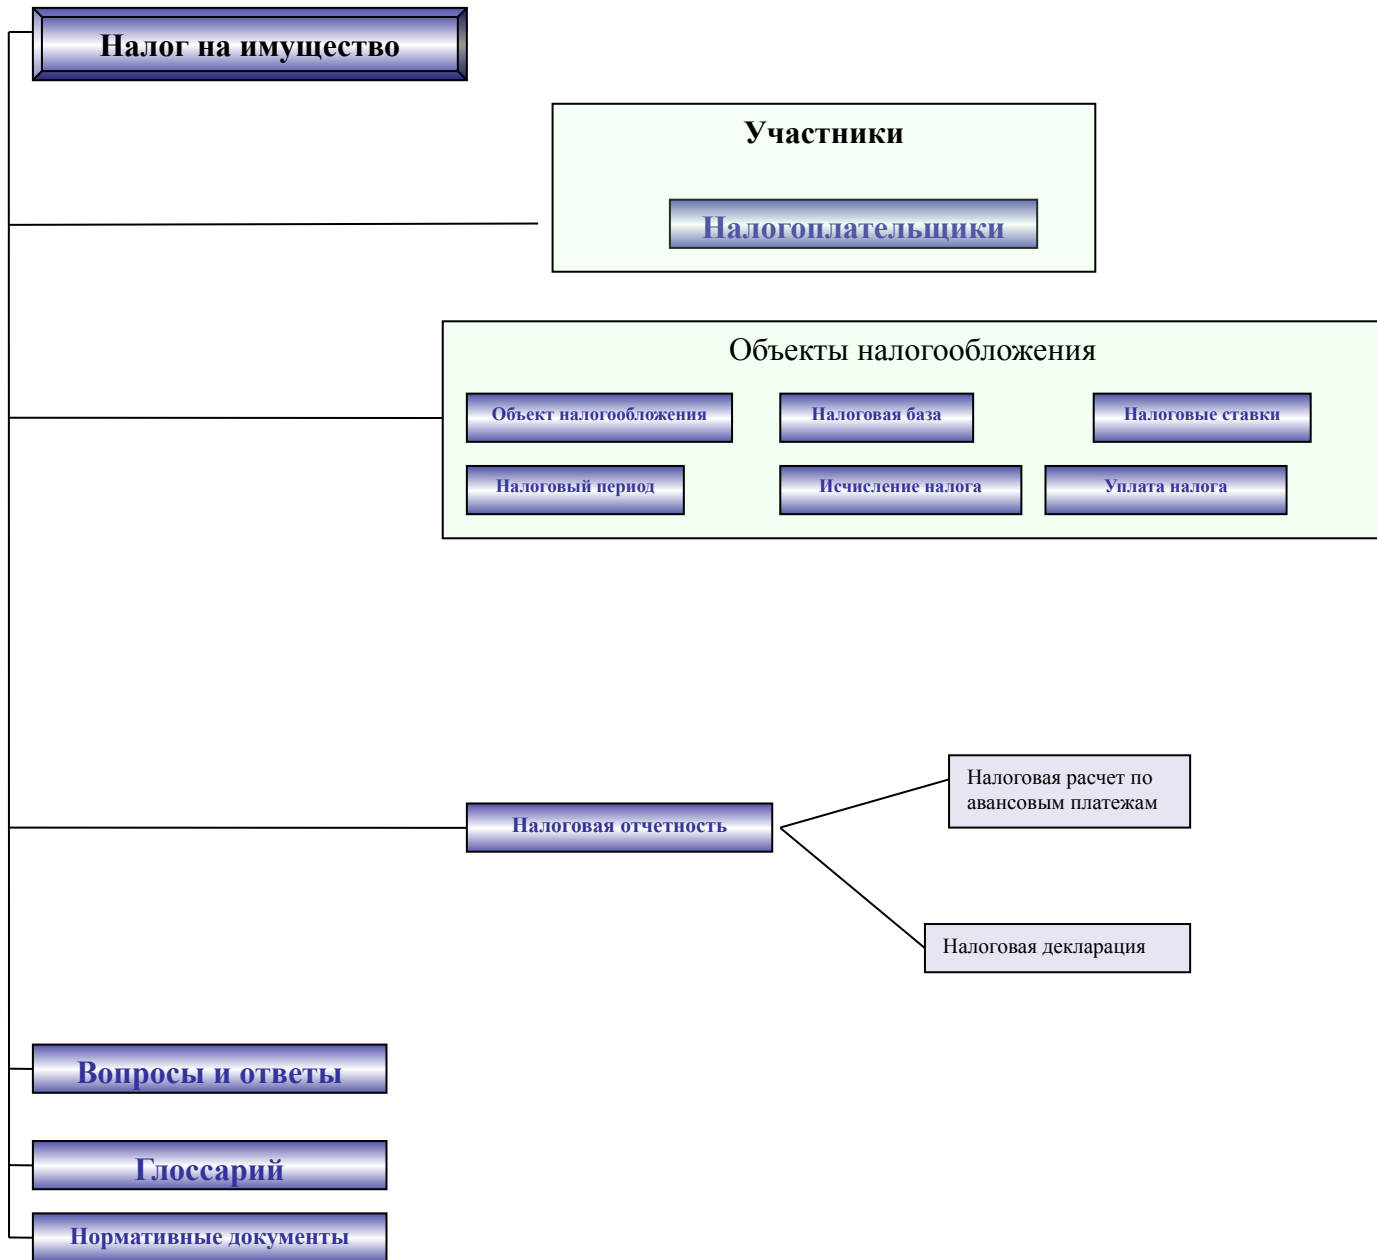 Налог на имущество
Участники
Налогоплательщики
Объекты налогообложения
Объект налогообложения
Налоговая база
Налоговые ставки
Налоговый период
Исчисление налога
Уплата налога
Налоговая расчет по
авансовым платежам
Налоговая отчетность
Налоговая декларация
Вопросы и ответы
Глоссарий
Нормативные документы